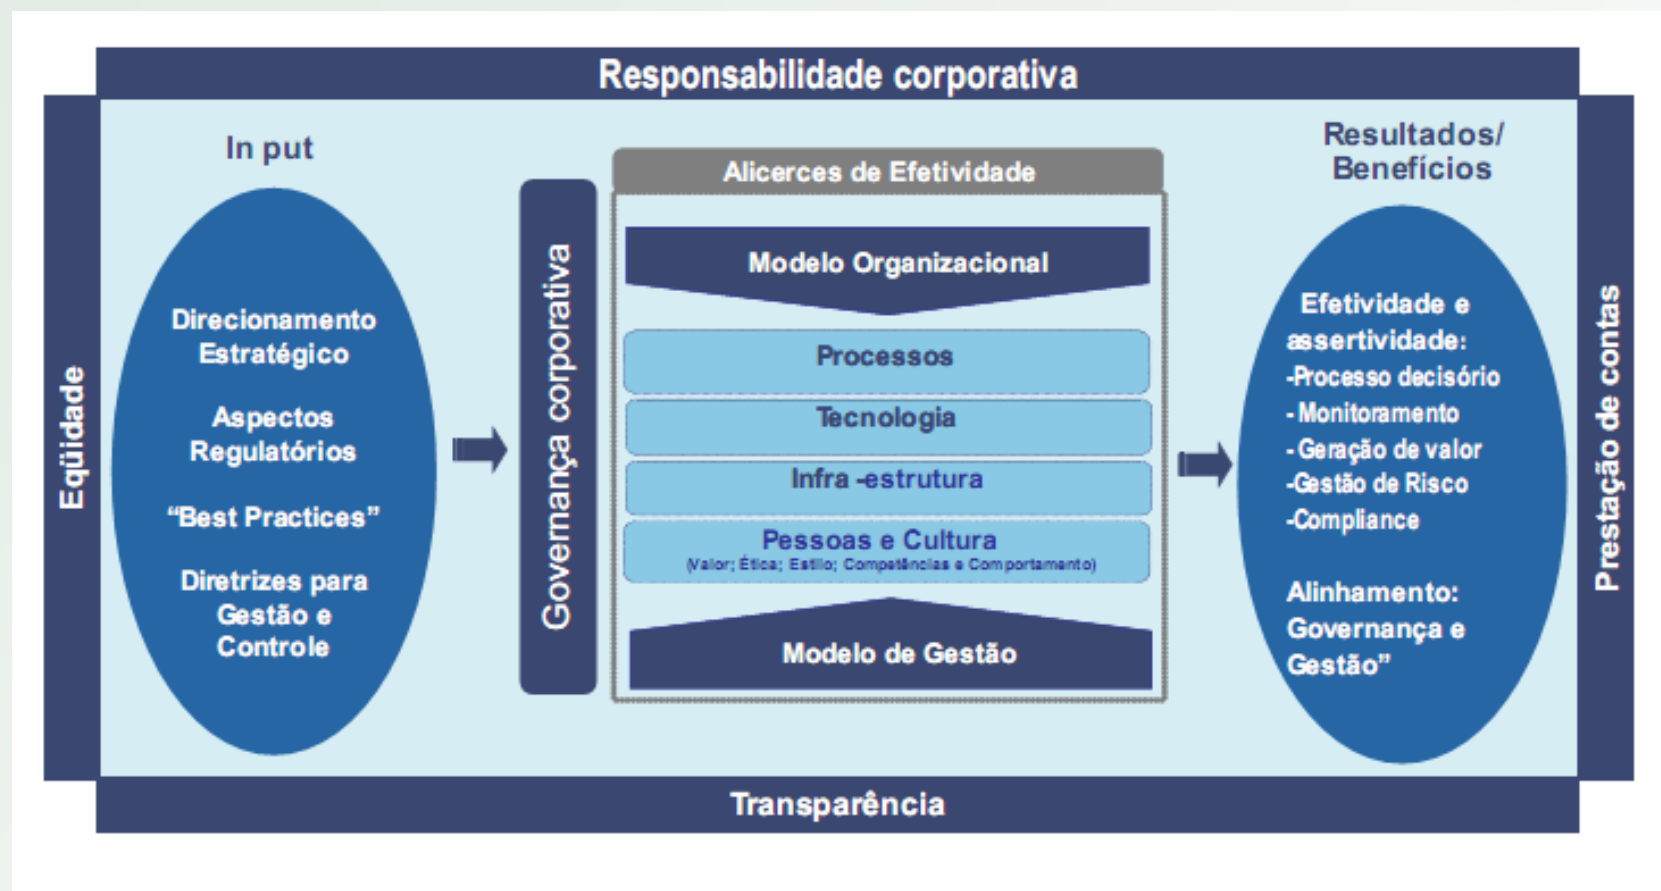 Responsabilidade corporativa
Eqüidade
In put
Direcionamento
Estratégico
Aspectos
Regulatórios
“Best Practices”
Diretrizes para
Gestão e
Controle
Governança corporativa
Alicerces de Efetividade
Modelo Organizacional
Processos
Tecnologia
Infra -estrutura
Pessoas e Cultura
(Valor; Ética; Estilo; Competências e Comportamento)
Modelo de Gestão
Resultados/
Benefícios
Efetividade e
assertividade:
-Processo decisório
- Monitoramento
- Geração de valor
-Gestão de Risco
-Compliance
Alinhamento:
Governança e
Gestão”
Prestação de contas
Transparência